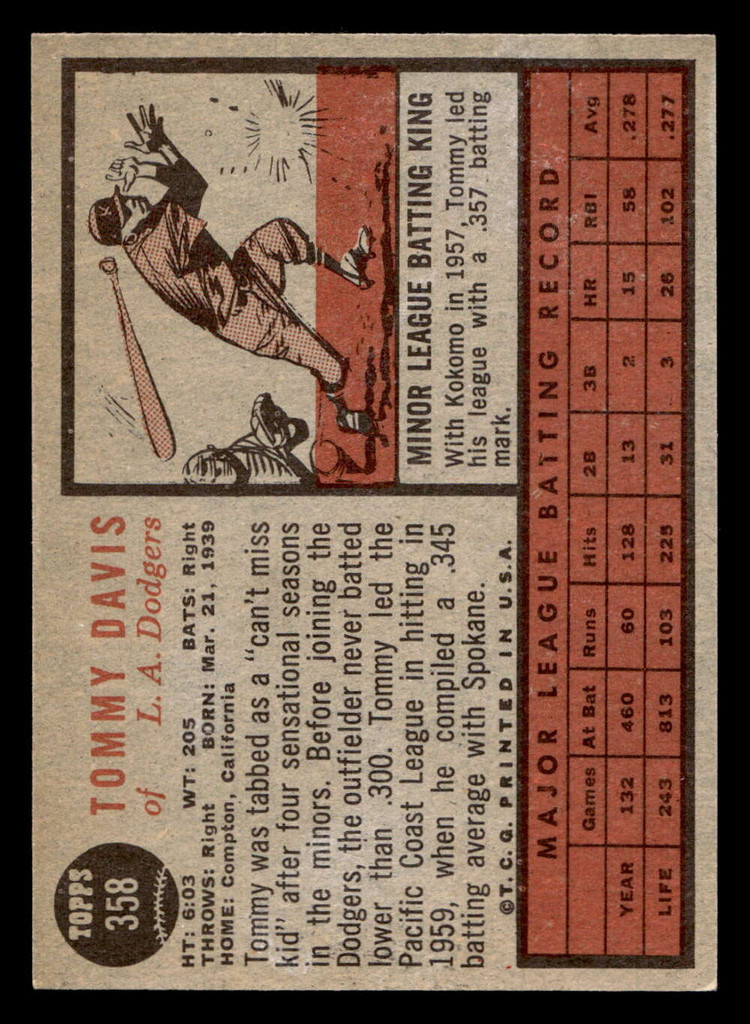 TOPPS
358
TOMMY DAVIS
of L. A. Dodgers
HT: 6:03 WT: 205 BATS: Right
THROWS: Right BORN: Mar. 21, 1939
HOME: Compton, California
Tommy was tabbed as a "can't miss
kid" after four sensational seasons
in the minors. Before joining the
Dodgers, the outfielder never batted
lower than .300. Tommy led the
Pacific Coast League in hitting in
1959, when he compiled a .345
batting average with Spokane.
©T. C. G. PRINTED IN U.S.A.
MINOR LEAGUE BATTING KING
With Kokomo in 1957, Tommy led
his league with a .357 batting
mark.
MAJOR LEAGUE BATTING RECORD
Games At Bat Runs Hits 2B 3B HR RBI Avg
YEAR 132 460 60 128 13 2 15 58 .278
LIFE 243 813 103 225 31 3 26 102 .277